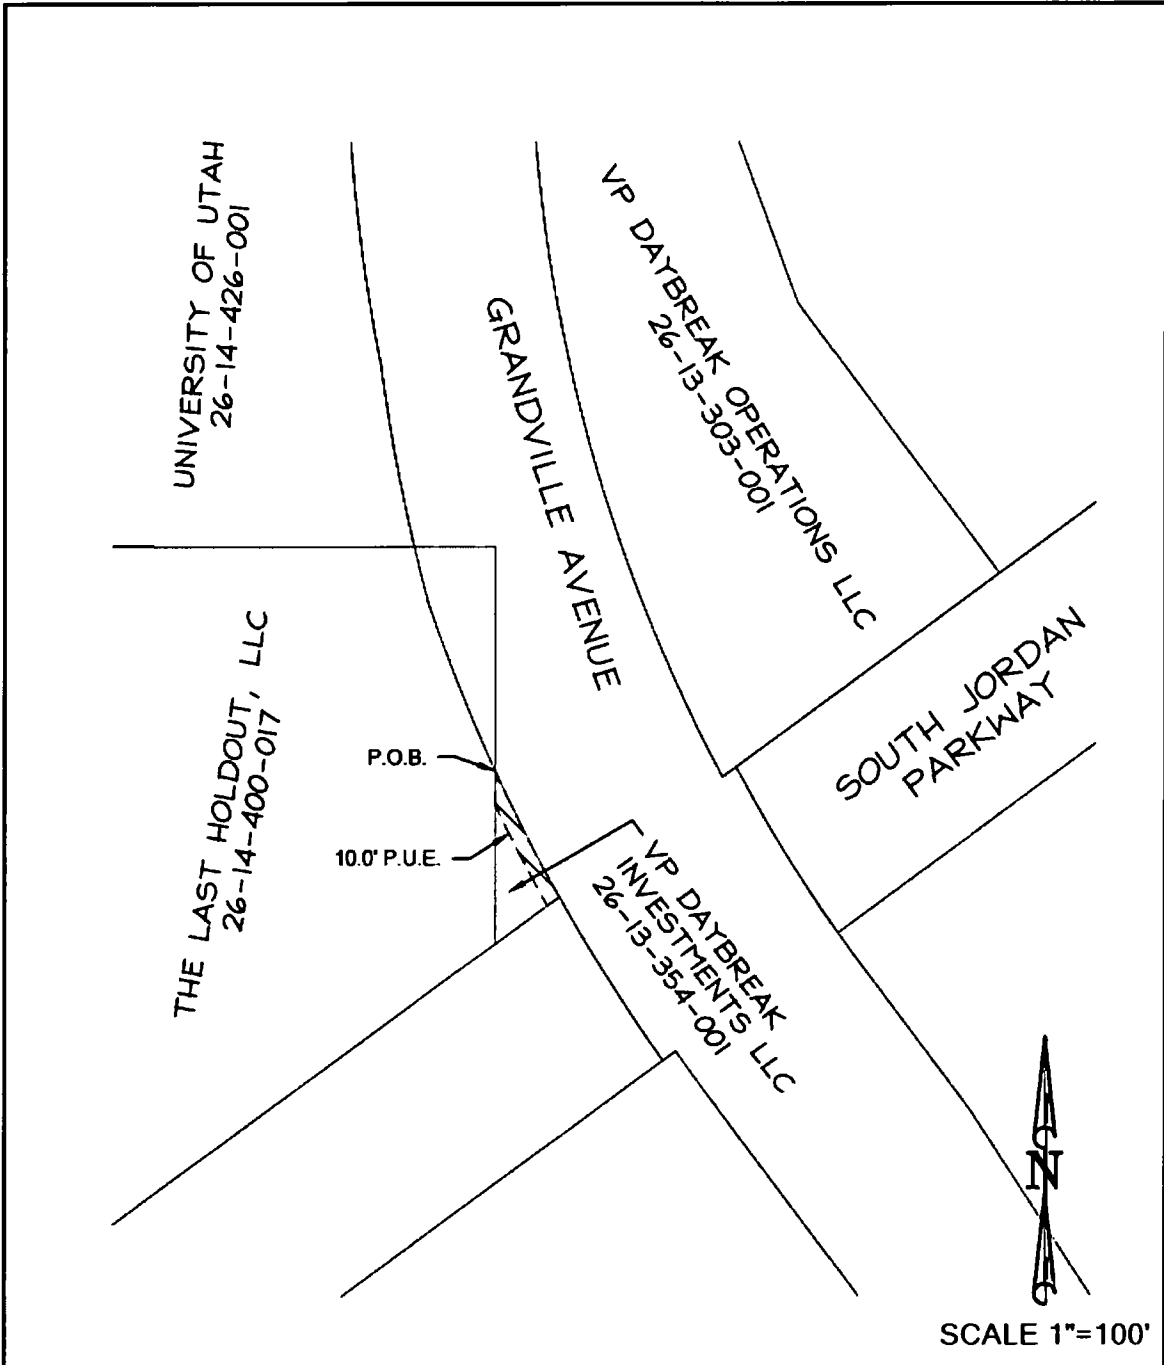 UNIVERSITY OF UTAH
26-14-426-001
GRANDVILLE AVENUE
VP DAYBREAK OPERATIONS LLC
26-13-303-001
SOUTH JORDAN
PARKWAY
THE LAST HOLDOUT, LLC
26-14-400-017
P.O.B.
10.0' P.U.E.
VP DAYBREAK
INVESTMENTS LLC
26-13-354-001
N
SCALE 1"=100'